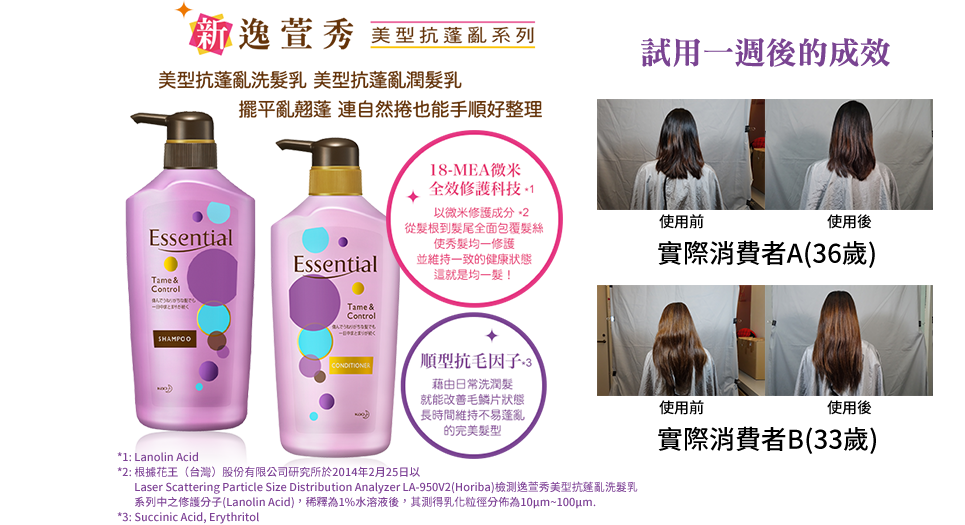 新 逸萱秀 美型抗蓬亂系列
美型抗蓬亂洗髮乳 美型抗蓬亂潤髮乳
擺平亂翹蓬 連自然捲也能手順好整理
Essential
Tame &
Control
SHAMPOO
Essential
Tame &
Control
CONDITIONER
18-MEA微米
全效修護科技*1
以微米修護成分 *2
從髮根到髮尾全面包覆髮絲
使秀髮均一修護
並維持一致的健康狀態
這就是均一髮！
順型抗毛因子*3
藉由日常洗潤髮
就能改善毛鱗片狀態
長時間維持不易蓬亂
的完美髮型
*1: Lanolin Acid
*2: 根據花王（台灣）股份有限公司研究所於2014年2月25日以
Laser Scattering Particle Size Distribution Analyzer LA-950V2(Horiba)檢測逸萱秀美型抗蓬亂洗髮乳
系列中之修護分子(Lanolin Acid)，稀釋為1%水溶液後，其測得乳化粒徑分佈為10μm~100μm.
*3: Succinic Acid, Erythritol
試用一週後的成效
使用前 使用後
實際消費者A(36歲)
使用前 使用後
實際消費者B(33歲)